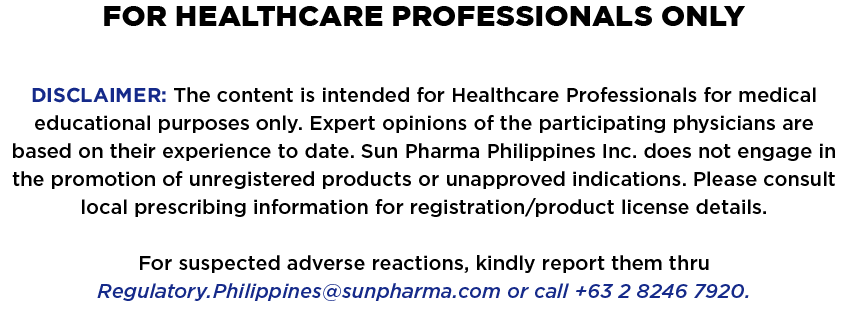 FOR HEALTHCARE PROFESSIONALS ONLY
DISCLAIMER: The content is intended for Healthcare Professionals for medical
educational purposes only. Expert opinions of the participating physicians are
based on their experience to date. Sun Pharma Philippines Inc. does not engage in
the promotion of unregistered products or unapproved indications. Please consult
local prescribing information for registration/product license details.
For suspected adverse reactions, kindly report them thru
Regulatory.Philippines@sunpharma.com or call +63 2 8246 7920.